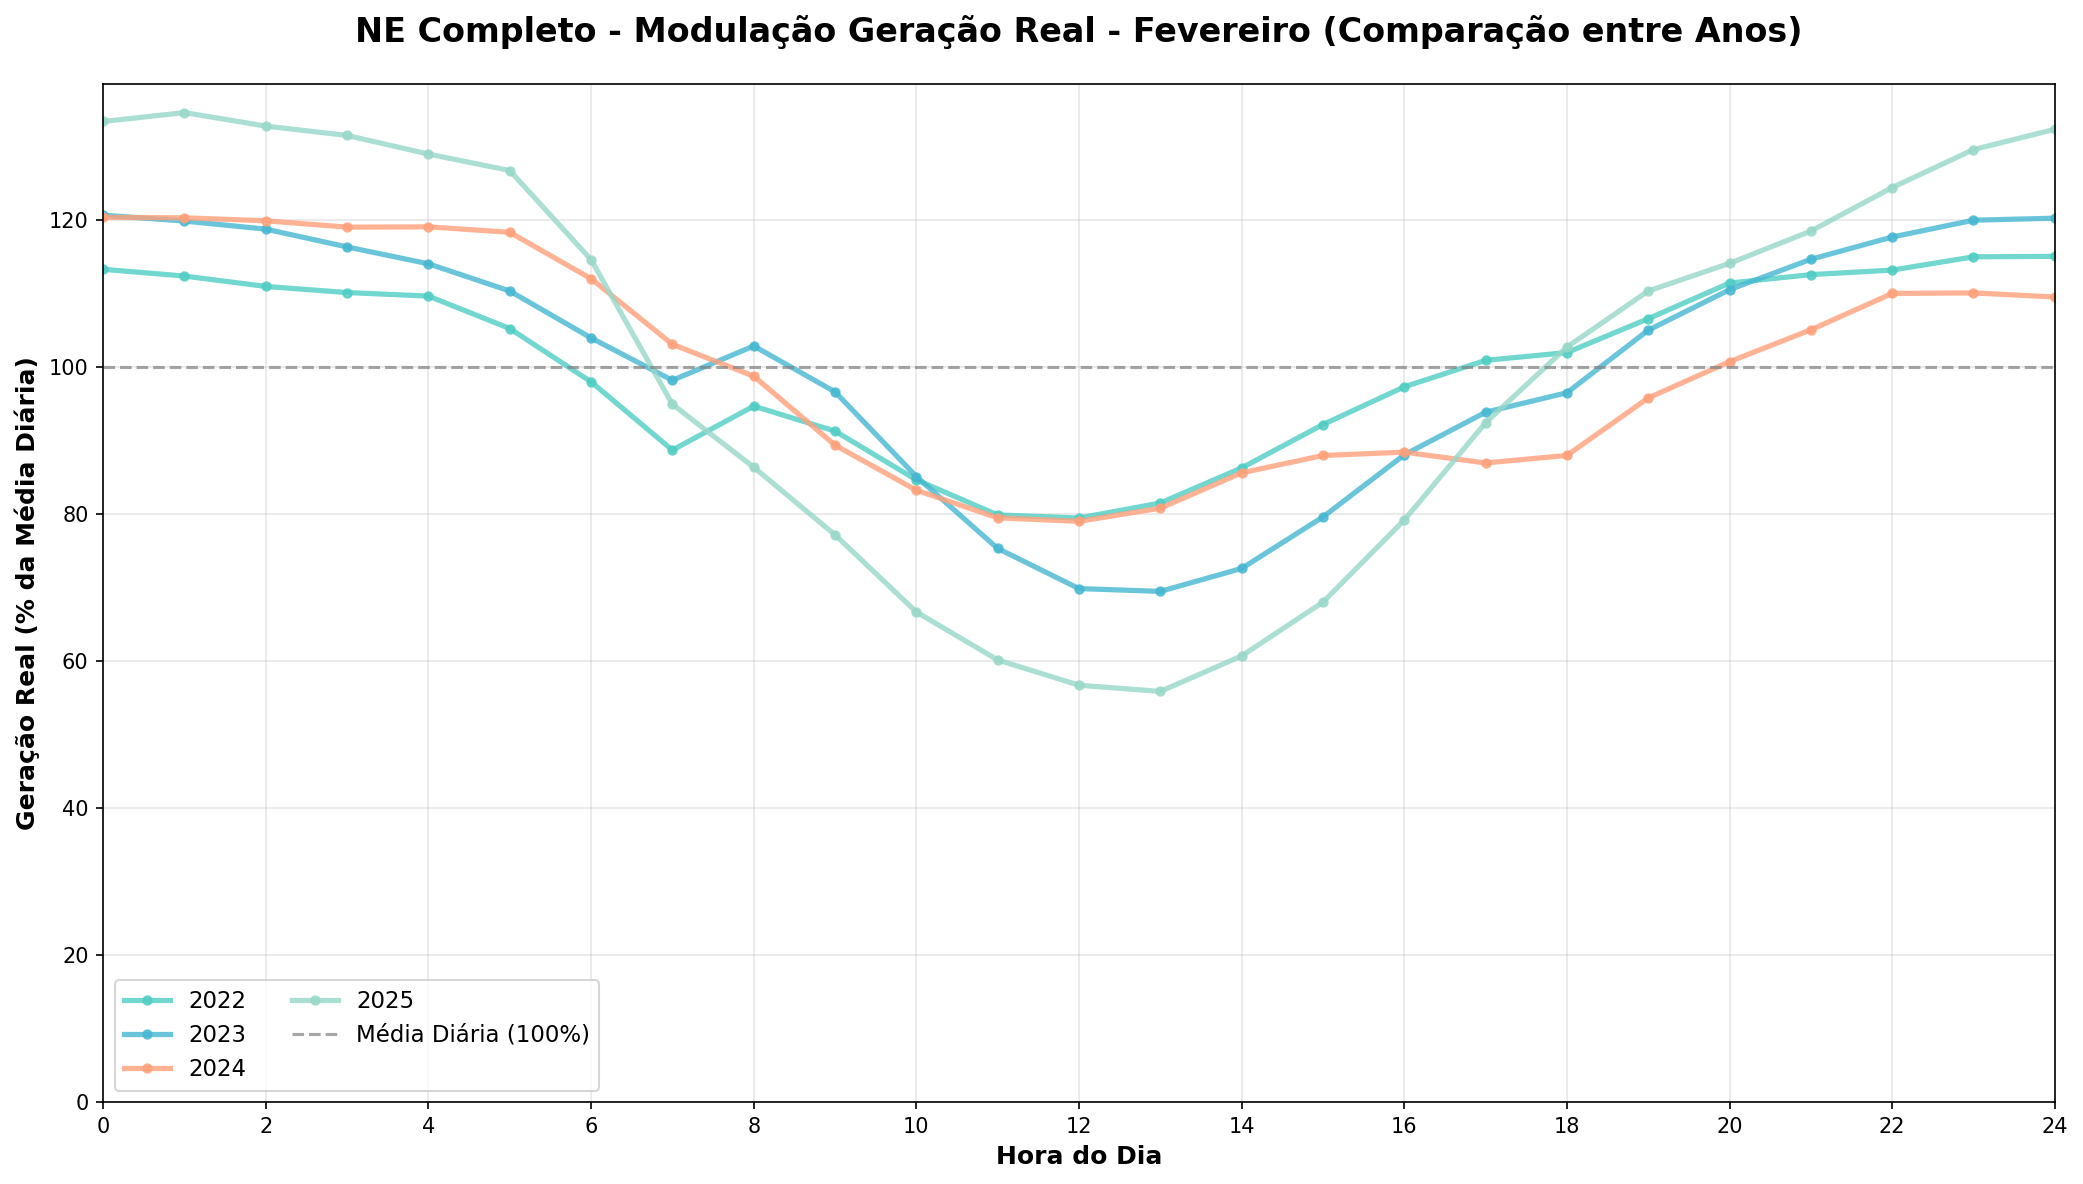 NE Completo - Modulação Geração Real - Fevereiro (Comparação entre Anos)
Geração Real (% da Média Diária)
120
100
80
60
40
20
0
2022
2023
2024
2025
Média Diária (100%)
0 2 4 6 8 10 12 14 16 18 20 22 24
Hora do Dia